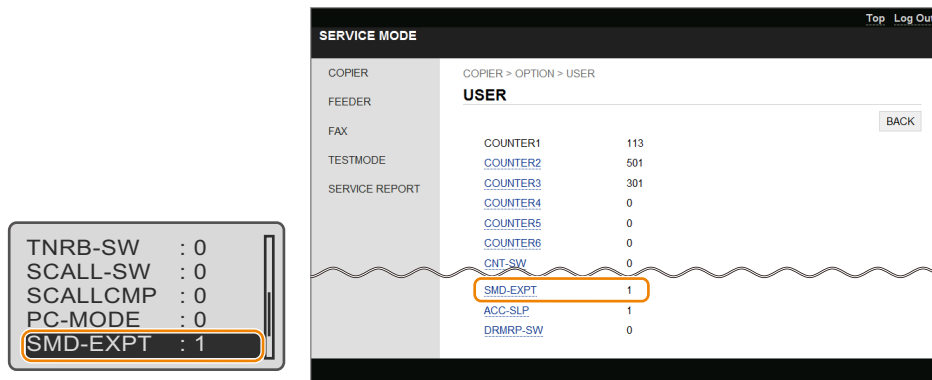 Top Log Out
SERVICE MODE
COPIER
FEEDER
FAX
TESTMODE
SERVICE REPORT
COPIER > OPTION > USER
USER
BACK
COUNTER1 113
COUNTER2 501
COUNTER3 301
COUNTER4 0
COUNTER5 0
COUNTER6 0
CNT-SW 0
SMD-EXPT 1
ACC-SLP 1
DRMRP-SW 0
TNRB-SW : 0
SCALL-SW : 0
SCALLCMP : 0
PC-MODE : 0
SMD-EXPT : 1